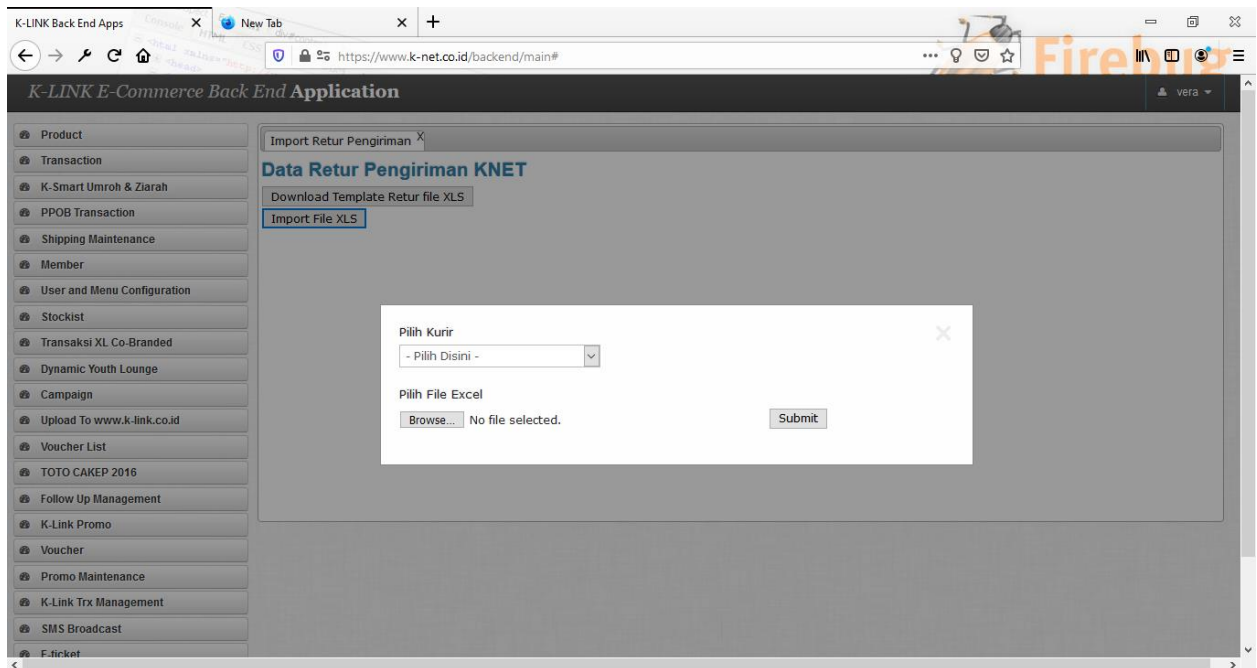 K-LINK Back End Apps
New Tab
Firebug
https://www.k-net.co.id/backend/main#
K-LINK E-Commerce Back End Application
vera
Product
Transaction
K-Smart Umroh & Ziarah
PPOB Transaction
Shipping Maintenance
Member
User and Menu Configuration
Stockist
Transaksi XL Co-Branded
Dynamic Youth Lounge
Campaign
Upload To www.k-link.co.id
Voucher List
TOTO CAKEP 2016
Follow Up Management
K-Link Promo
Voucher
Promo Maintenance
K-Link Trx Management
SMS Broadcast
E-ticket
Import Retur Pengiriman X
Data Retur Pengiriman KNET
Download Template Retur file XLS
Import File XLS
Pilih Kurir
- Pilih Disini -
Pilih File Excel
Browse... No file selected.
Submit